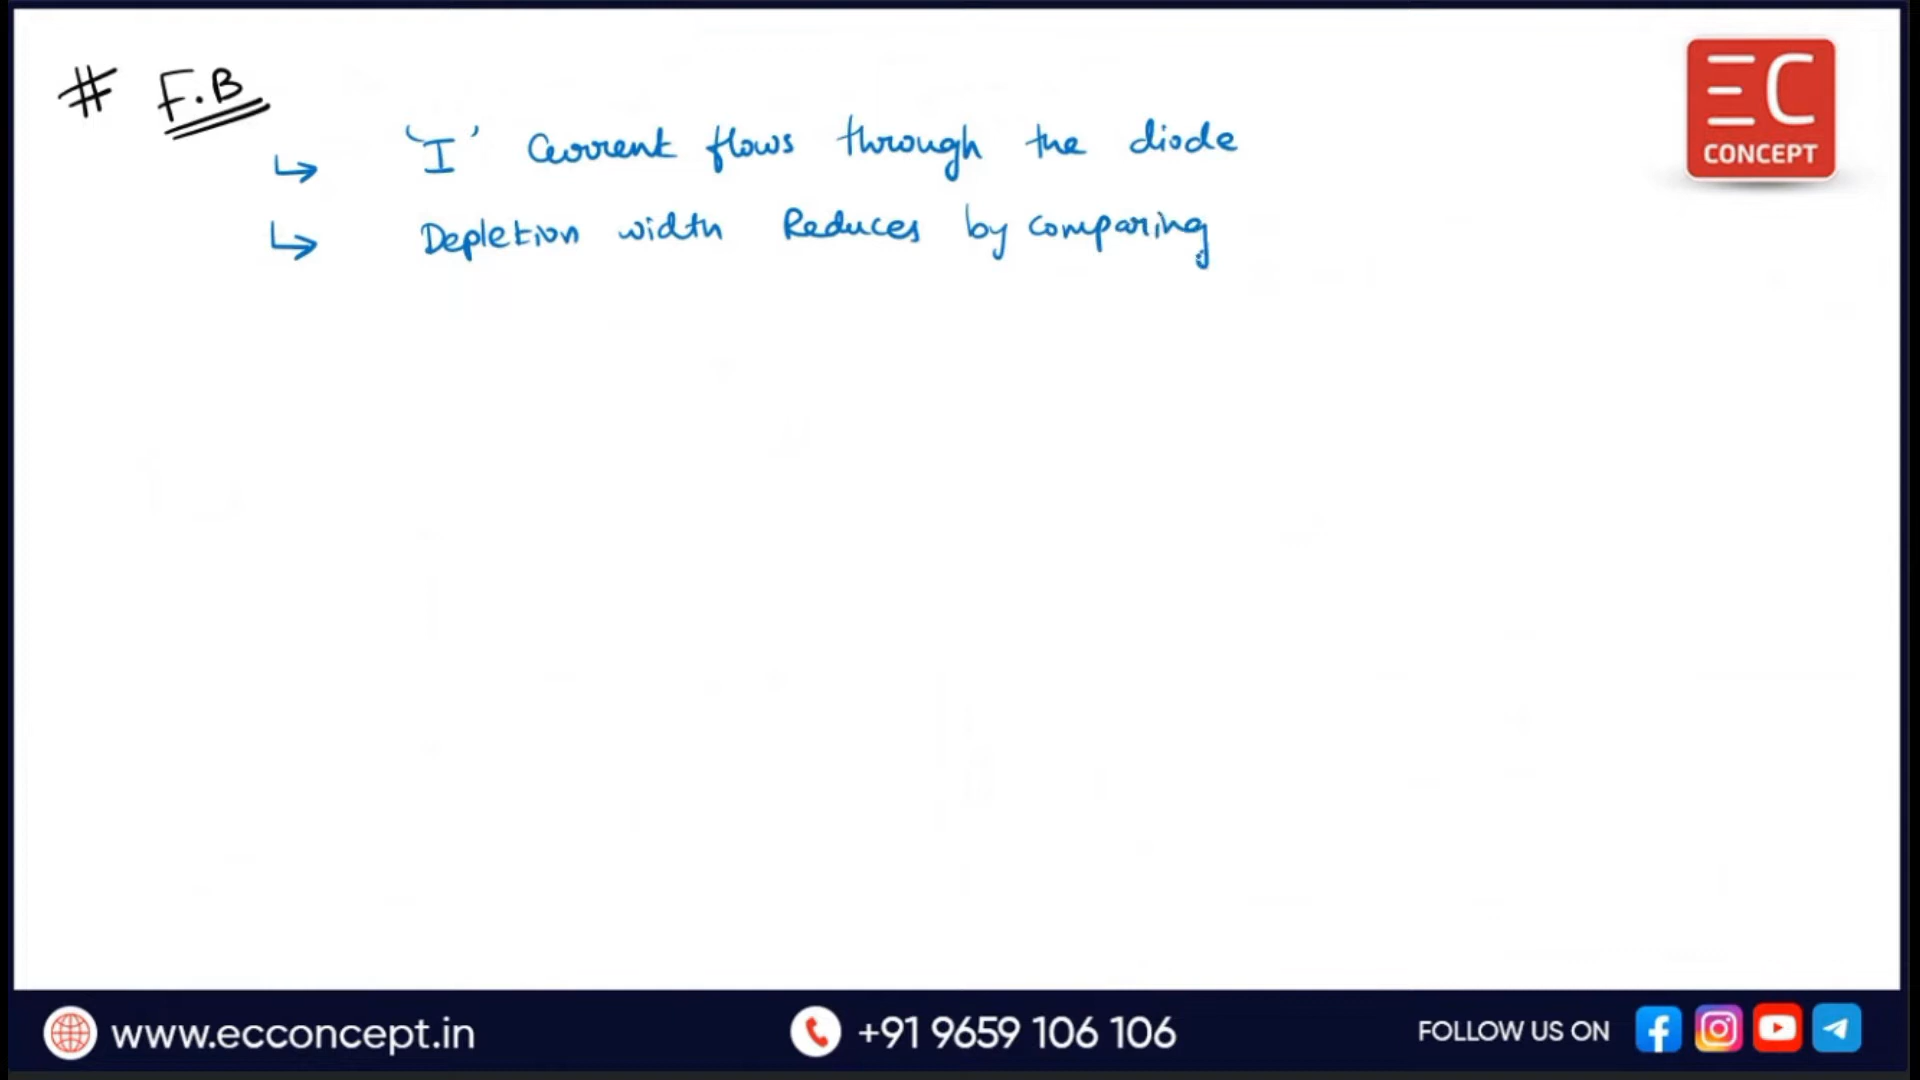 # F.B
↳ 'I' Current flows through the diode
↳ Depletion width Reduces by comparing
EC
CONCEPT
www.ecconcept.in
+91 9659 106 106
FOLLOW US ON